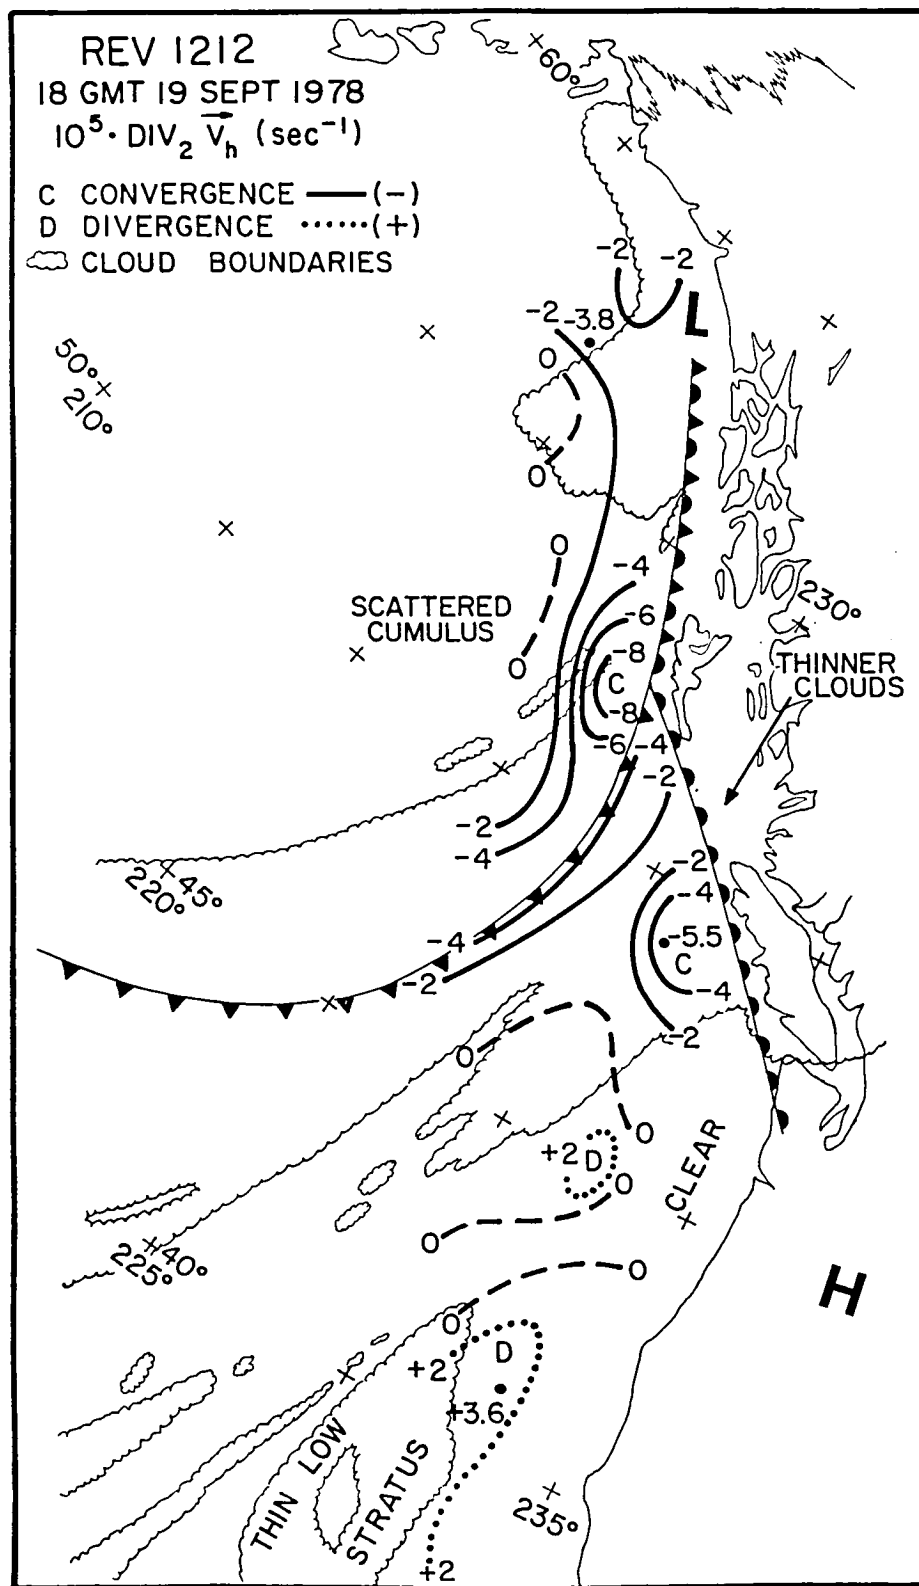 REV 1212
18 GMT 19 SEPT 1978
10⁵ · DIV₂ V⃗ₕ (sec⁻¹)
C CONVERGENCE —— (-)
D DIVERGENCE ...... (+)
CLOUD BOUNDARIES
60°
-2 -2
L
-2 -3.8
0
50°
210°
0
0
-4
SCATTERED
CUMULUS
230°
-6
-8
0
THINNER
CLOUDS
C
-8
-6 -4
-2
-2
-4
-2
45°
220°
-4
-5.5
-4
C
-2
-4
-2
0
0
+2 D
0
CLEAR
0
40°
225°
0
H
0
D
+2
+3.6
THIN LOW
STRATUS
235°
+2